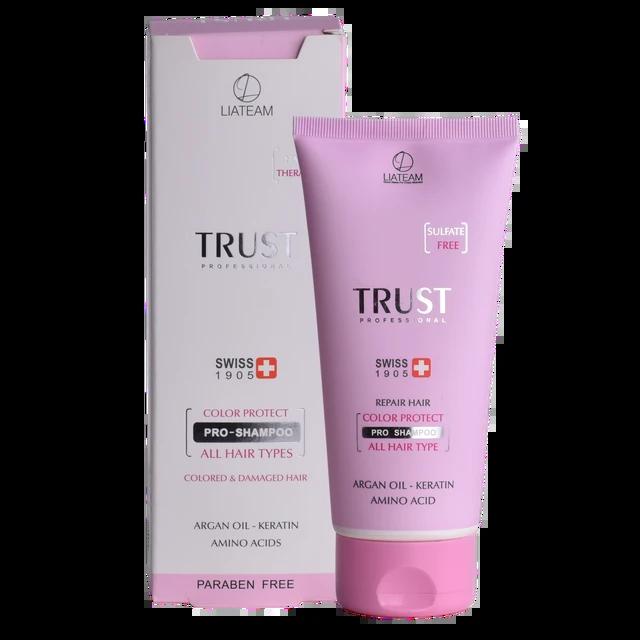 LIATEAM
TRUST
PROFESSIONAL
SWISS
1905
COLOR PROTECT
PRO-SHAMPOO
ALL HAIR TYPES
COLORED & DAMAGED HAIR
ARGAN OIL - KERATIN
AMINO ACIDS
PARABEN FREE
LIATEAM
SULFATE
FREE
TRUST
PROFESSIONAL
SWISS
1905
REPAIR HAIR
COLOR PROTECT
PRO SHAMPOO
ALL HAIR TYPE
ARGAN OIL - KERATIN
AMINO ACID